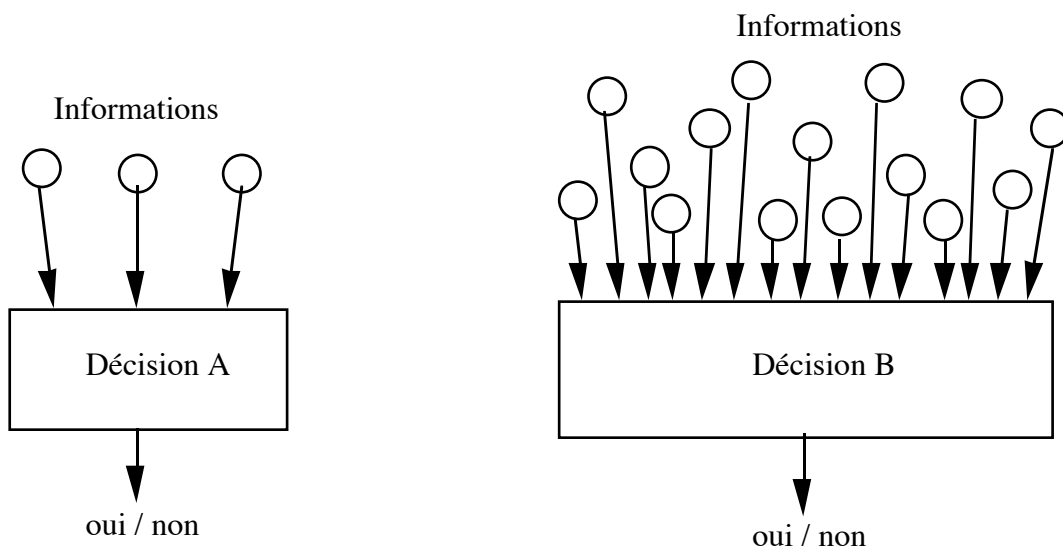 Informations
Décision A
oui / non
Informations
Décision B
oui / non